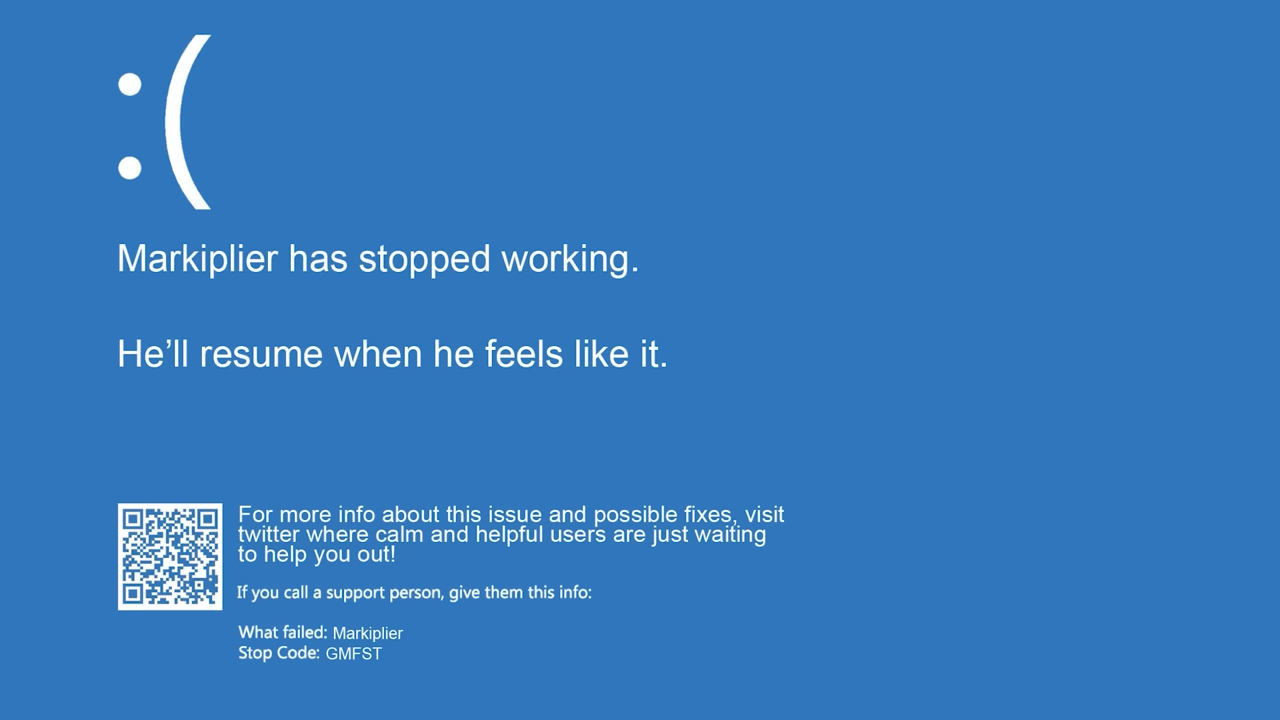 :(
Markiplier has stopped working.
He’ll resume when he feels like it.
For more info about this issue and possible fixes, visit
twitter where calm and helpful users are just waiting
to help you out!
If you call a support person, give them this info:
What failed: Markiplier
Stop Code: GMFST